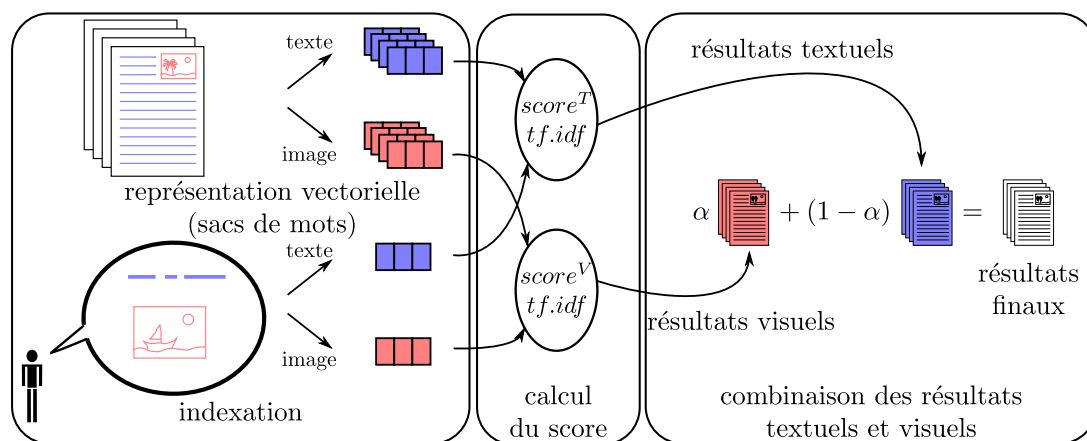 texte
image
représentation vectorielle
(sacs de mots)
texte
image
indexation
score^T
tf.idf
score^V
tf.idf
calcul
du score
résultats textuels
α + (1 − α) =
résultats
finaux
résultats visuels
combinaison des résultats
textuels et visuels